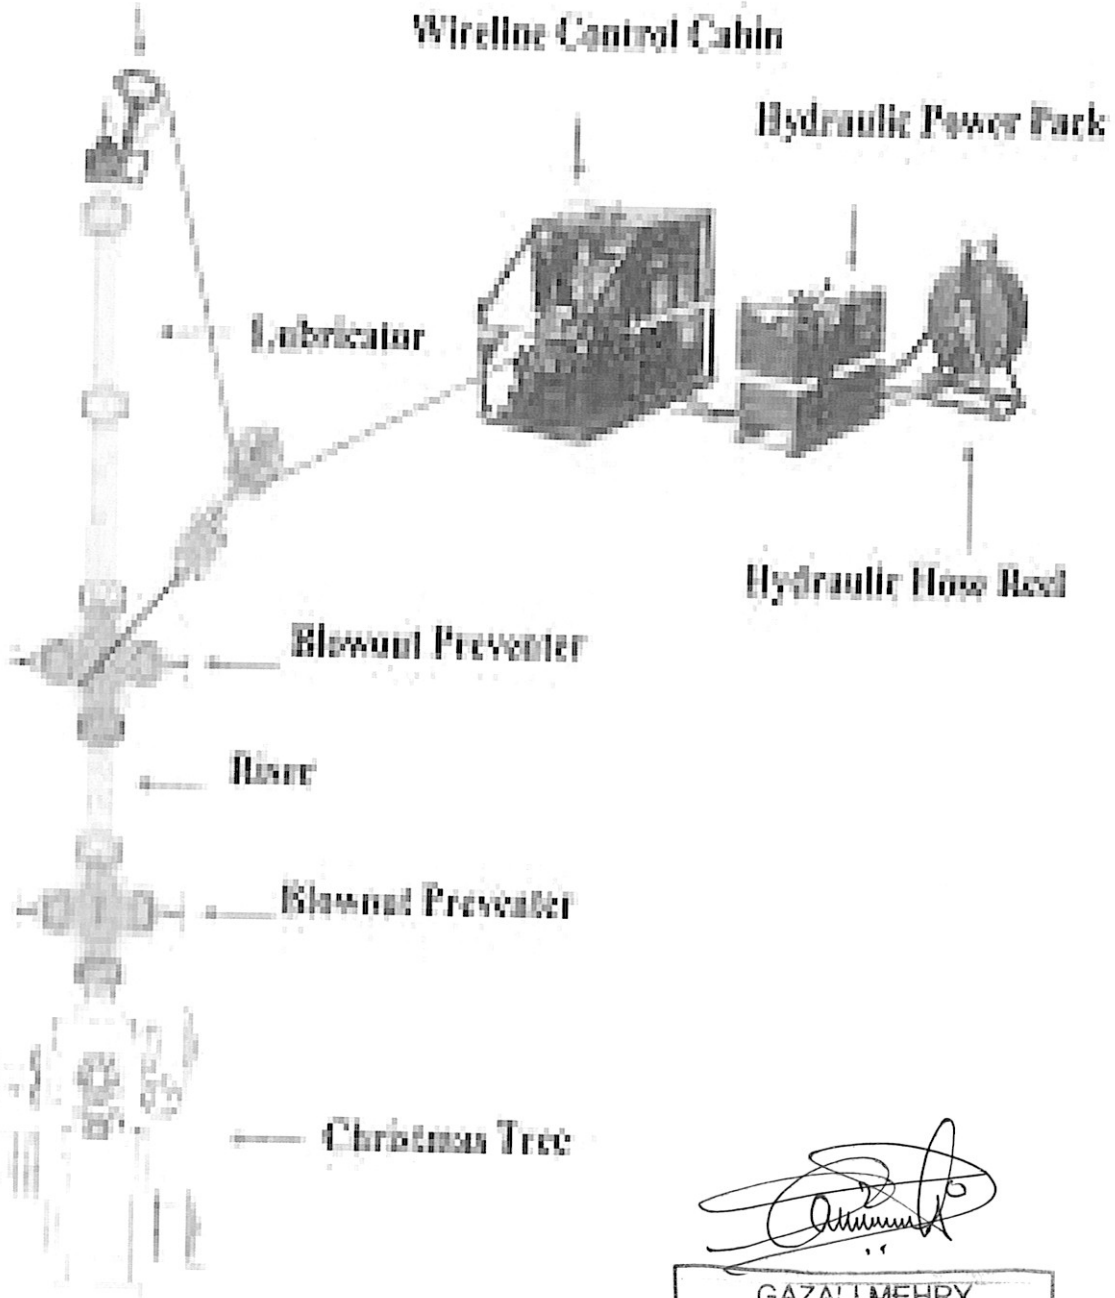 Wireline Control Cabin
Hydraulic Power Pack
Lubricator
Hydraulic Hose Reel
Blowout Preventer
Riser
Blowout Preventer
Christmas Tree